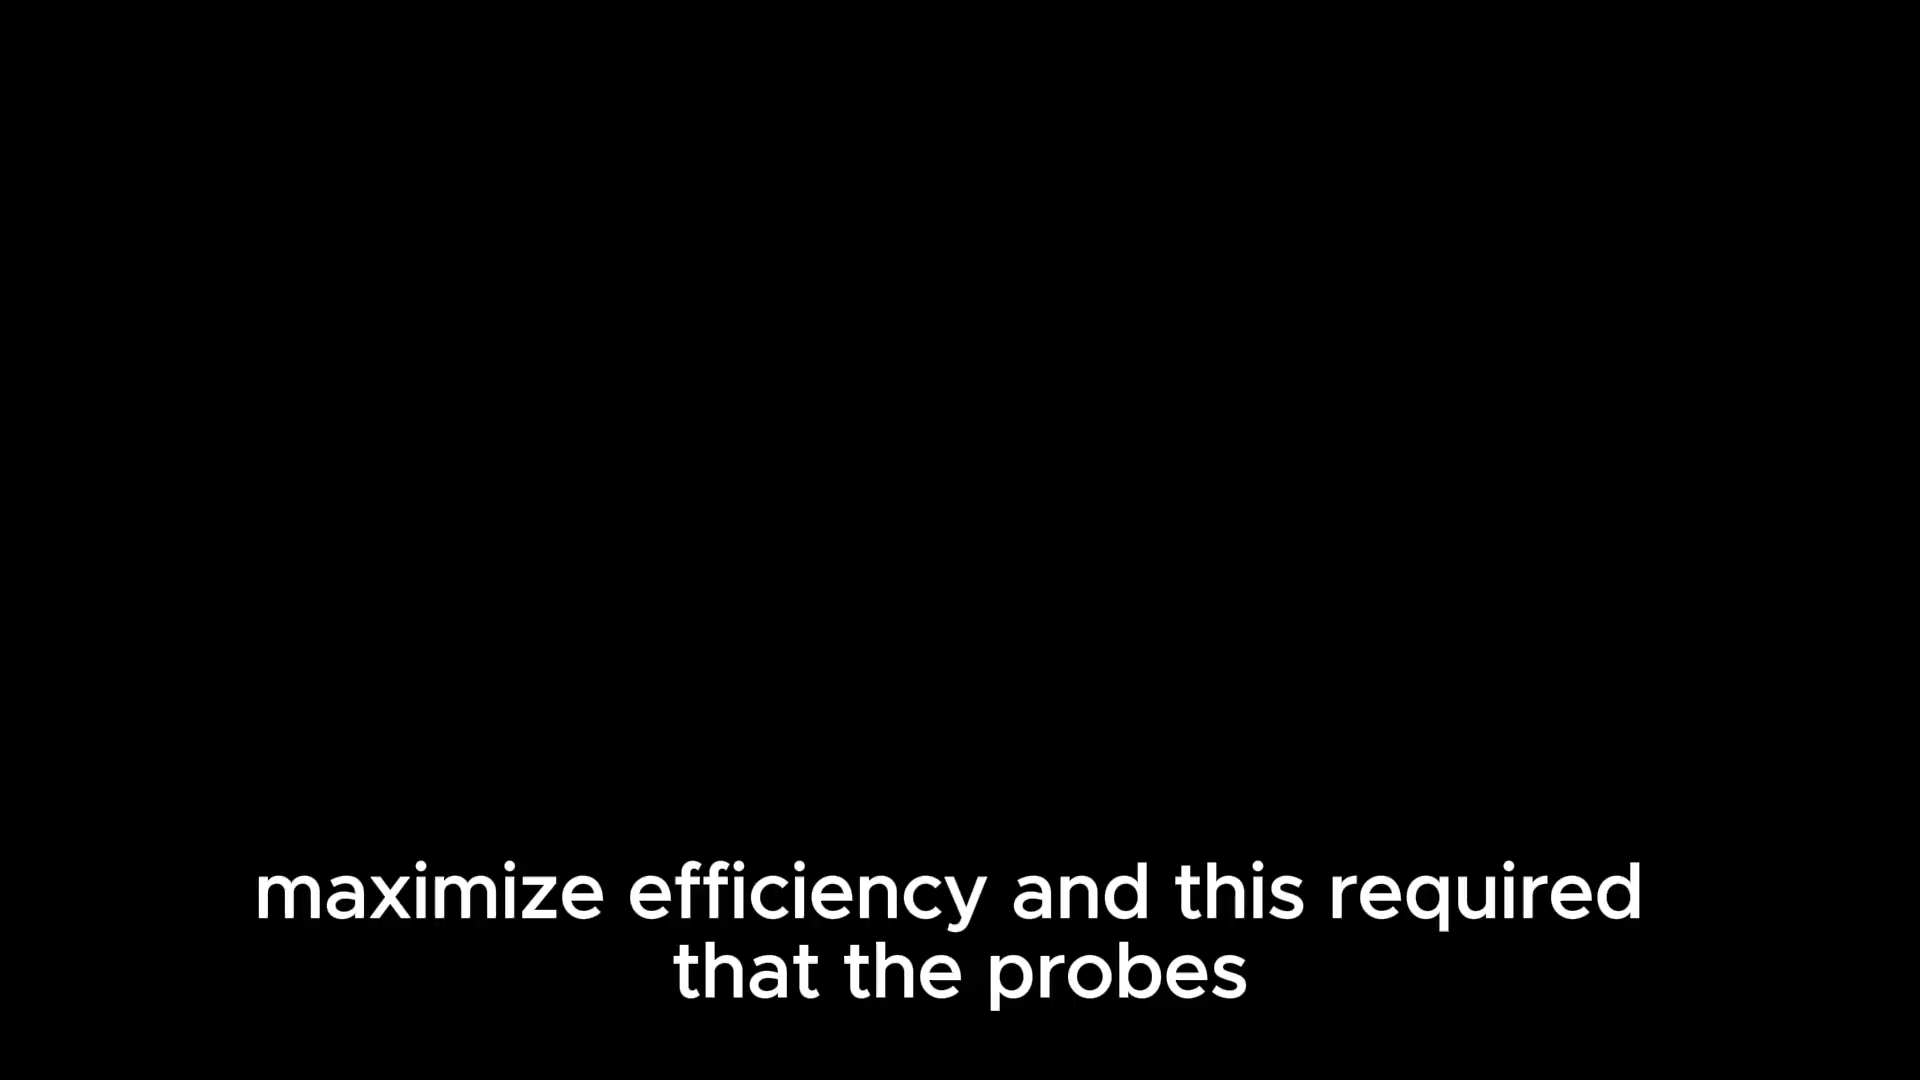 maximize efficiency and this required
that the probes